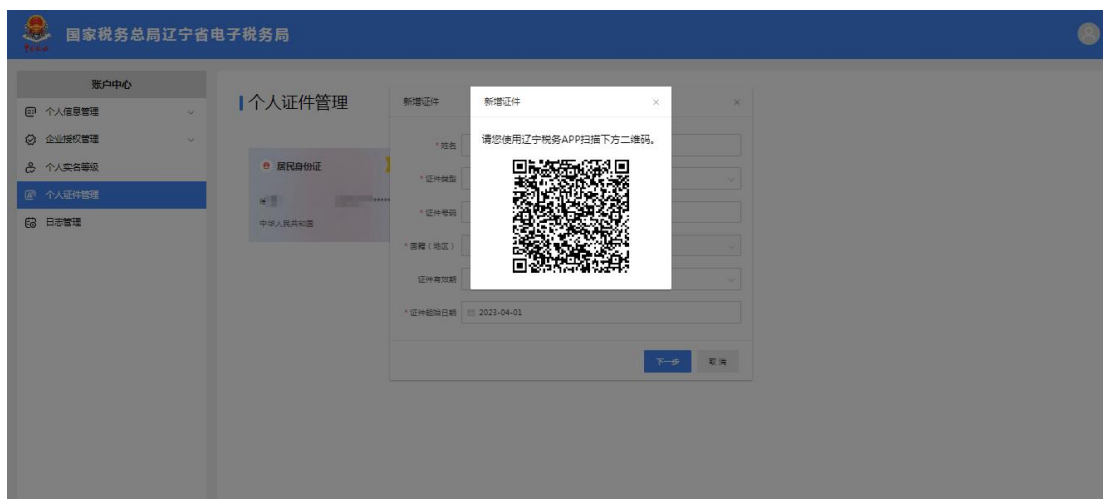 国家税务总局辽宁省电子税务局
账户中心
个人信息管理
企业授权管理
个人实名等级
个人证件管理
日志管理
个人证件管理
居民身份证
中华人民共和国
新增证件
* 姓名
* 证件类型
* 证件号码
* 国籍（地区）
证件有效期
* 证件起始日期 2023-04-01
下一步 取消
新增证件
请您使用辽宁税务APP扫描下方二维码。